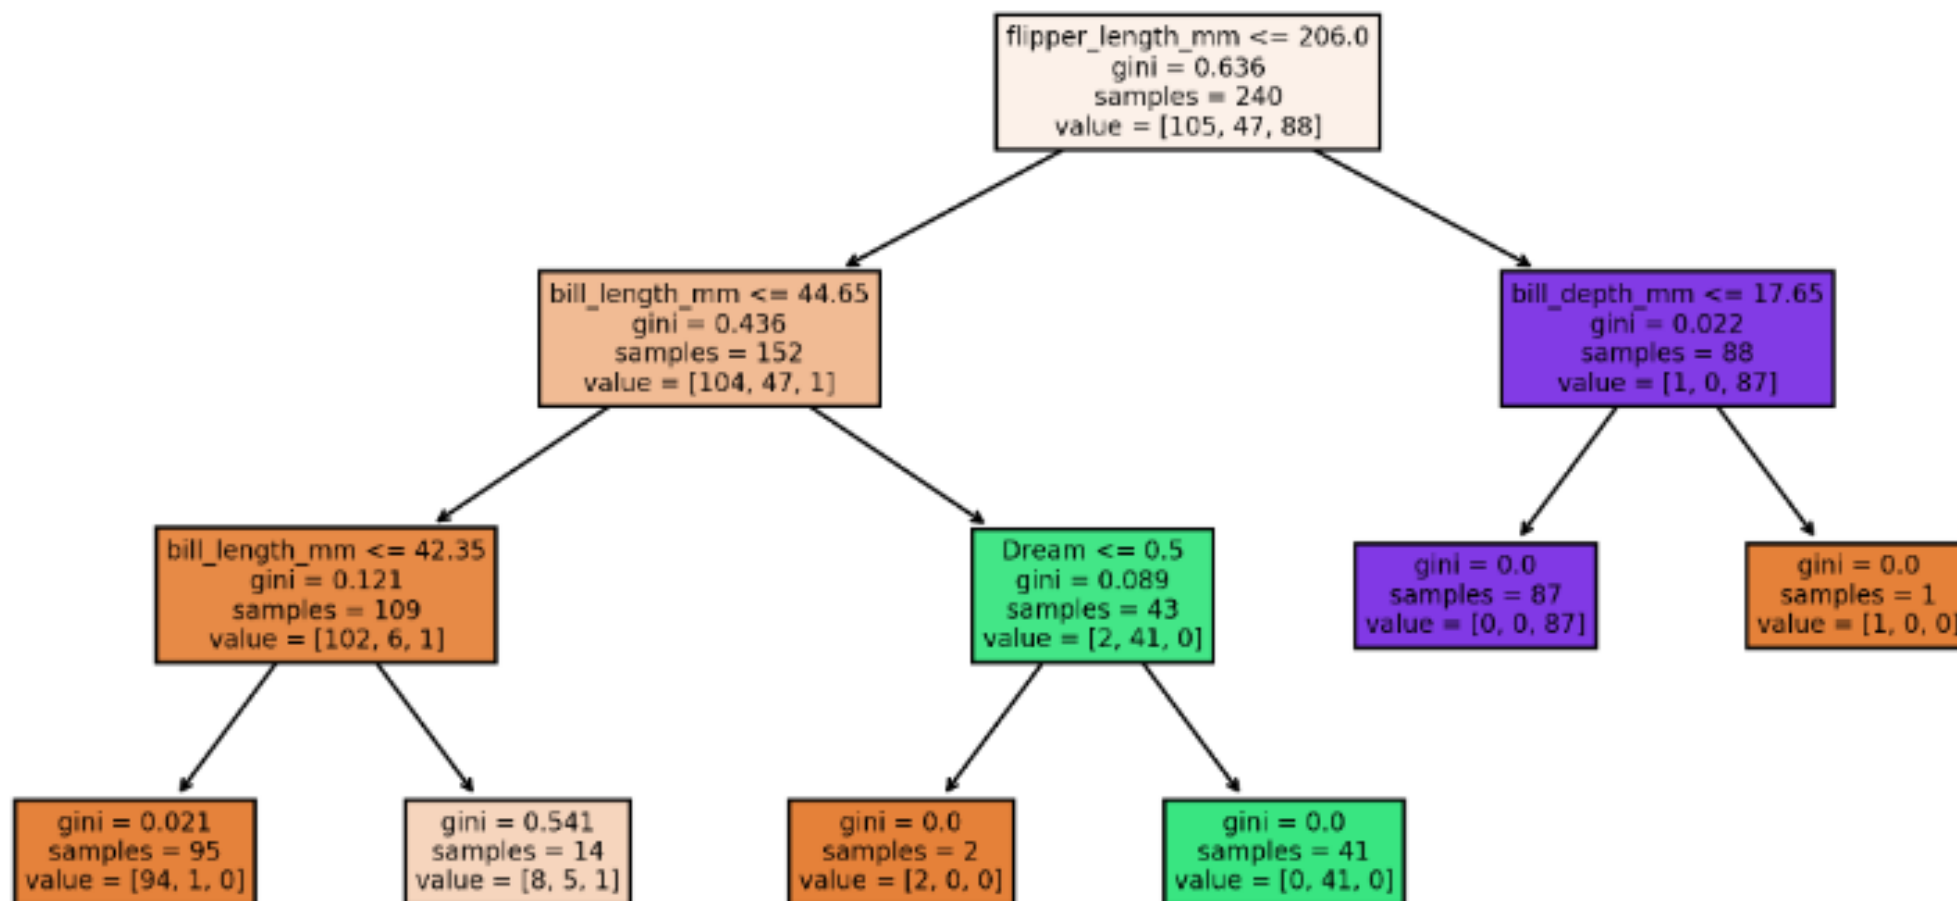 flipper_length_mm <= 206.0
gini = 0.636
samples = 240
value = [105, 47, 88]
bill_length_mm <= 44.65
gini = 0.436
samples = 152
value = [104, 47, 1]
bill_depth_mm <= 17.65
gini = 0.022
samples = 88
value = [1, 0, 87]
bill_length_mm <= 42.35
gini = 0.121
samples = 109
value = [102, 6, 1]
Dream <= 0.5
gini = 0.089
samples = 43
value = [2, 41, 0]
gini = 0.0
samples = 87
value = [0, 0, 87]
gini = 0.0
samples = 1
value = [1, 0, 0]
gini = 0.021
samples = 95
value = [94, 1, 0]
gini = 0.541
samples = 14
value = [8, 5, 1]
gini = 0.0
samples = 2
value = [2, 0, 0]
gini = 0.0
samples = 41
value = [0, 41, 0]